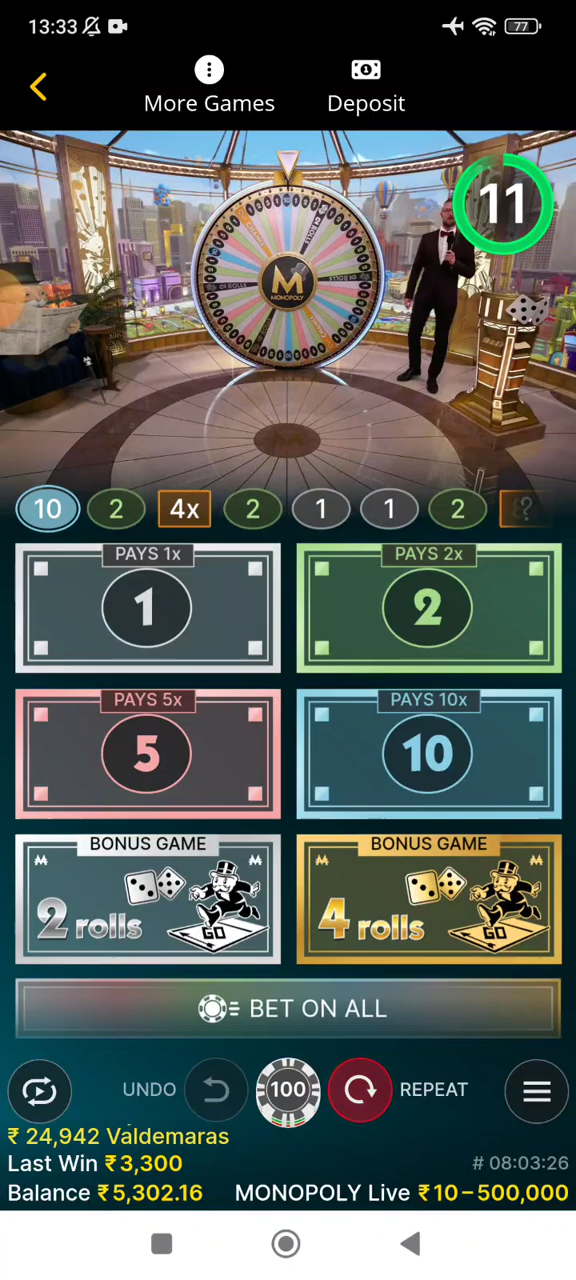 13:33
77
More Games
Deposit
11
M
MONOPOLY
10 2 4x 2 1 1 2 ?
PAYS 1x
1
PAYS 2x
2
PAYS 5x
5
PAYS 10x
10
BONUS GAME
2 rolls
GO
BONUS GAME
4 rolls
GO
BET ON ALL
UNDO
100
REPEAT
₹ 24,942 Valdemaras
Last Win ₹3,300
# 08:03:26
Balance ₹5,302.16
MONOPOLY Live ₹10–500,000